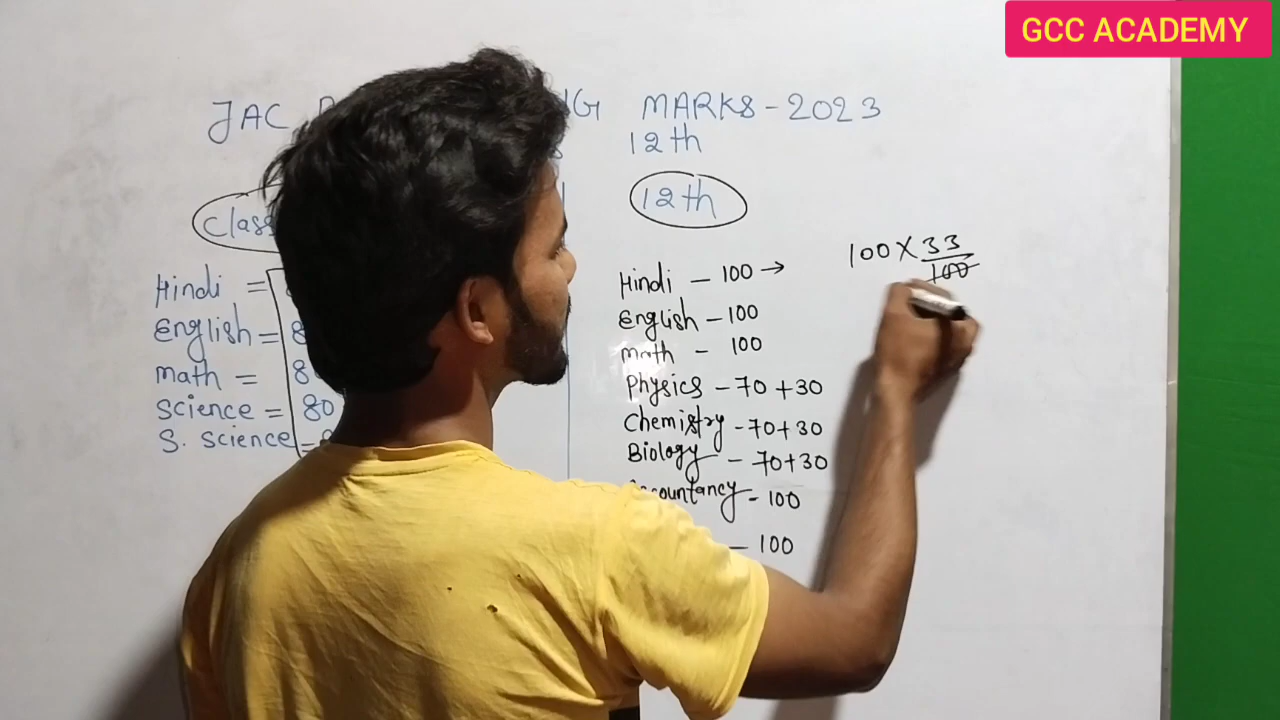 GCC ACADEMY
JAC MARKS-2023
12th
Class
12th
Hindi =
English =
math =
Science = 80
S. Science =
Hindi - 100 →
English - 100
math - 100
Physics - 70 + 30
Chemistry - 70+30
Biology - 70+30
- 100
- 100
100 × 33
100